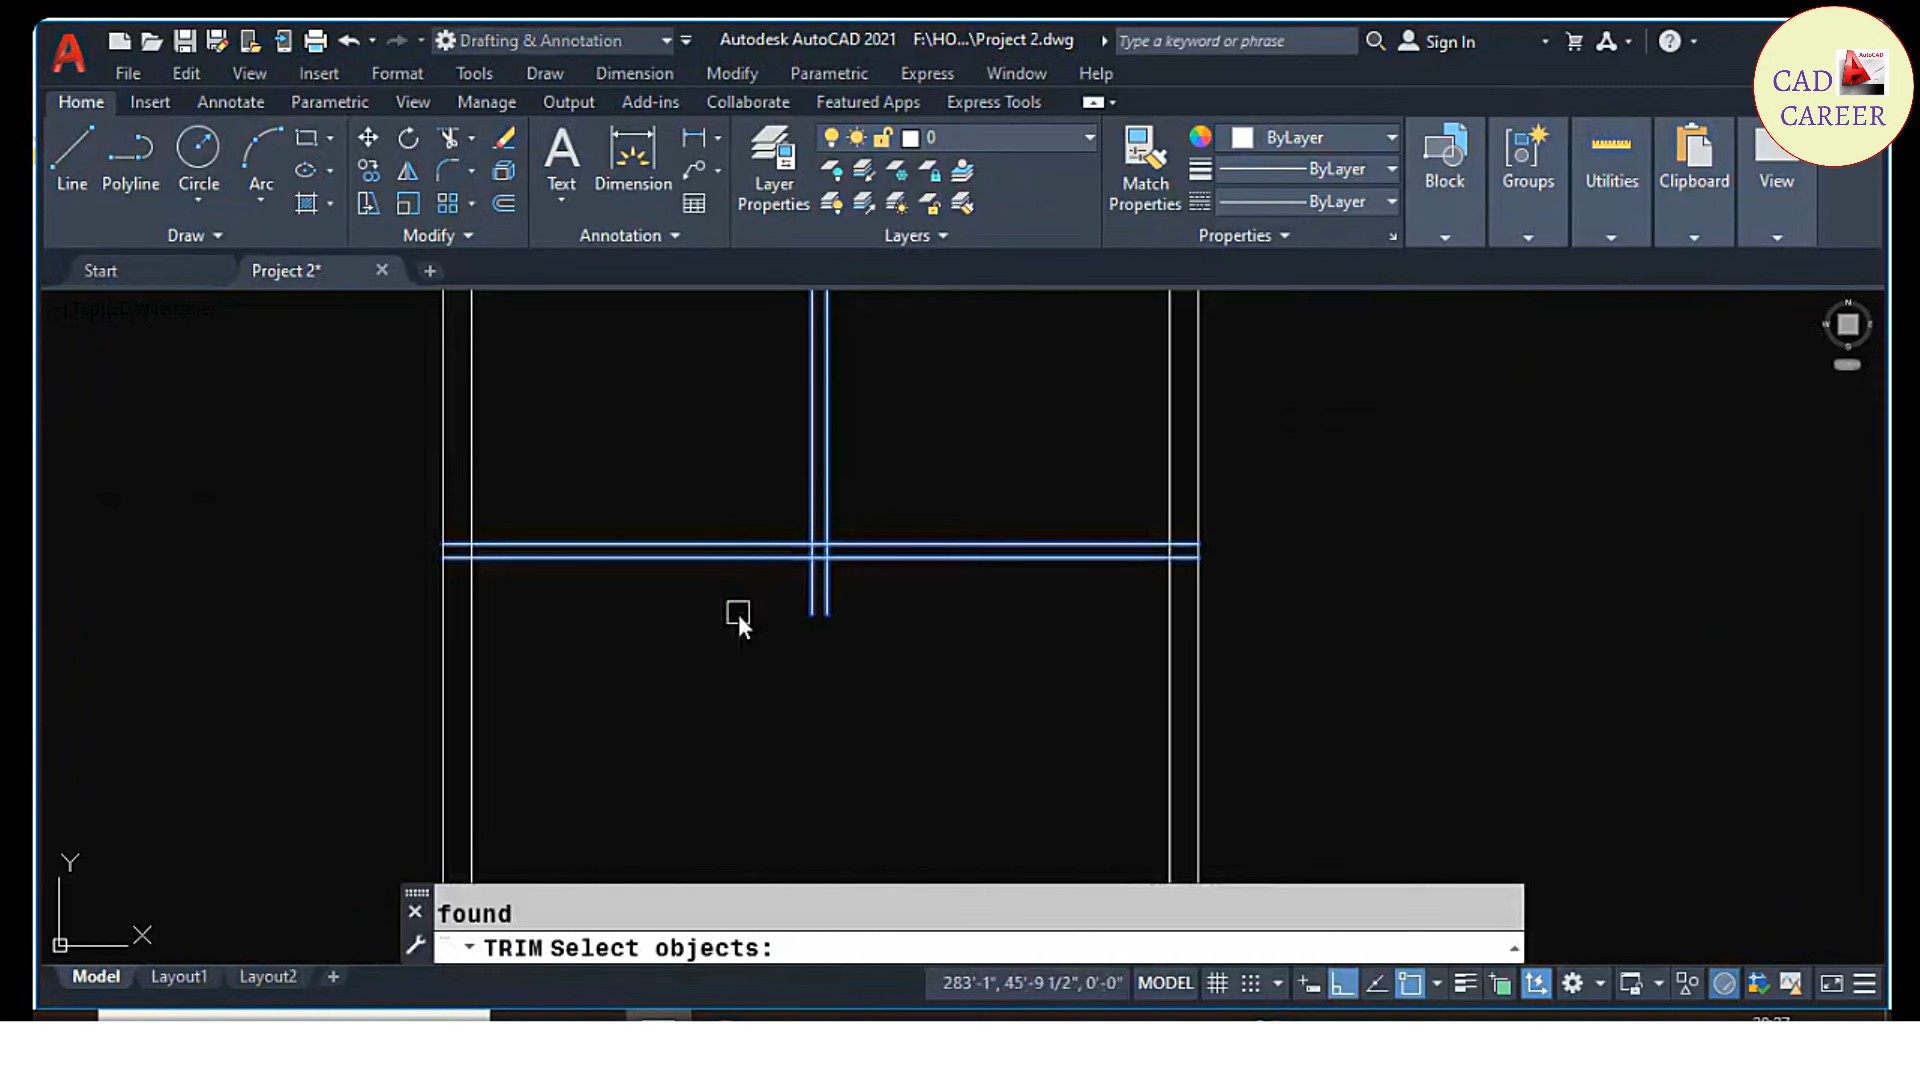 Drafting & Annotation
Autodesk AutoCAD 2021 F:\HO...\Project 2.dwg
Type a keyword or phrase
Sign In
CAD
CAREER
AutoCAD
File Edit View Insert Format Tools Draw Dimension Modify Parametric Express Window Help
Home Insert Annotate Parametric View Manage Output Add-ins Collaborate Featured Apps Express Tools
0
ByLayer
ByLayer
ByLayer
Line Polyline Circle Arc
Text Dimension
Layer
Properties
Match
Properties
Block Groups Utilities Clipboard View
Draw Modify Annotation Layers Properties
Start Project 2*
N
Y
X
found
TRIM Select objects:
Model Layout1 Layout2
283'-1", 45'-9 1/2", 0'-0" MODEL